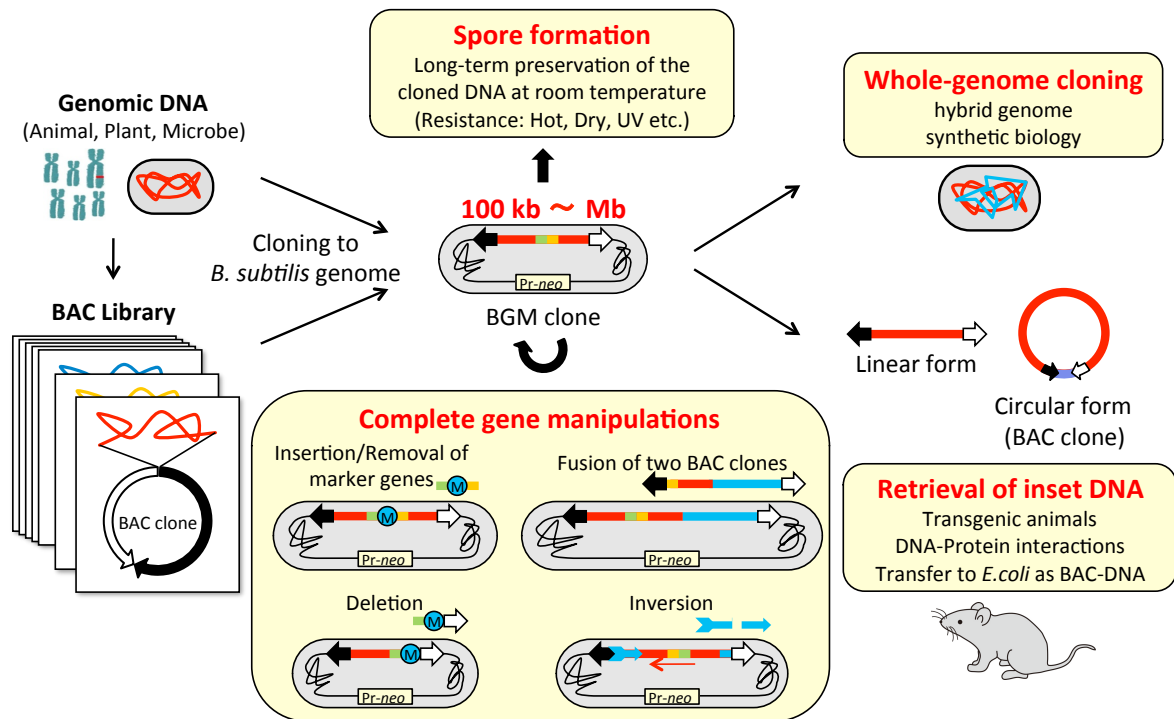 Genomic DNA
(Animal, Plant, Microbe)
BAC Library
BAC clone
Cloning to
B. subtilis genome
Spore formation
Long-term preservation of the
cloned DNA at room temperature
(Resistance: Hot, Dry, UV etc.)
100 kb ~ Mb
Pr-neo
BGM clone
Complete gene manipulations
Insertion/Removal of
marker genes
M
M
Pr-neo
Fusion of two BAC clones
Pr-neo
Deletion
M
M
Pr-neo
Inversion
Pr-neo
Whole-genome cloning
hybrid genome
synthetic biology
Linear form
Circular form
(BAC clone)
Retrieval of inset DNA
Transgenic animals
DNA-Protein interactions
Transfer to E.coli as BAC-DNA